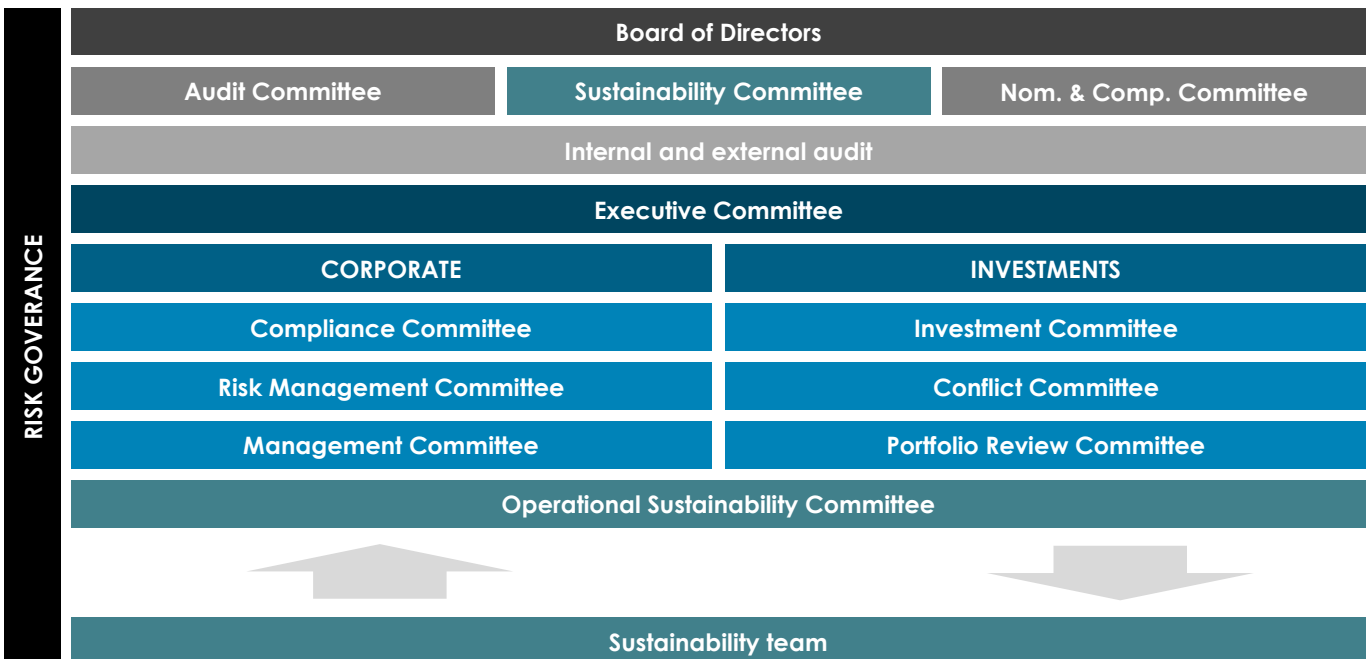 RISK GOVERANCE
Board of Directors
Audit Committee
Sustainability Committee
Nom. & Comp. Committee
Internal and external audit
Executive Committee
CORPORATE
INVESTMENTS
Compliance Committee
Investment Committee
Risk Management Committee
Conflict Committee
Management Committee
Portfolio Review Committee
Operational Sustainability Committee
Sustainability team